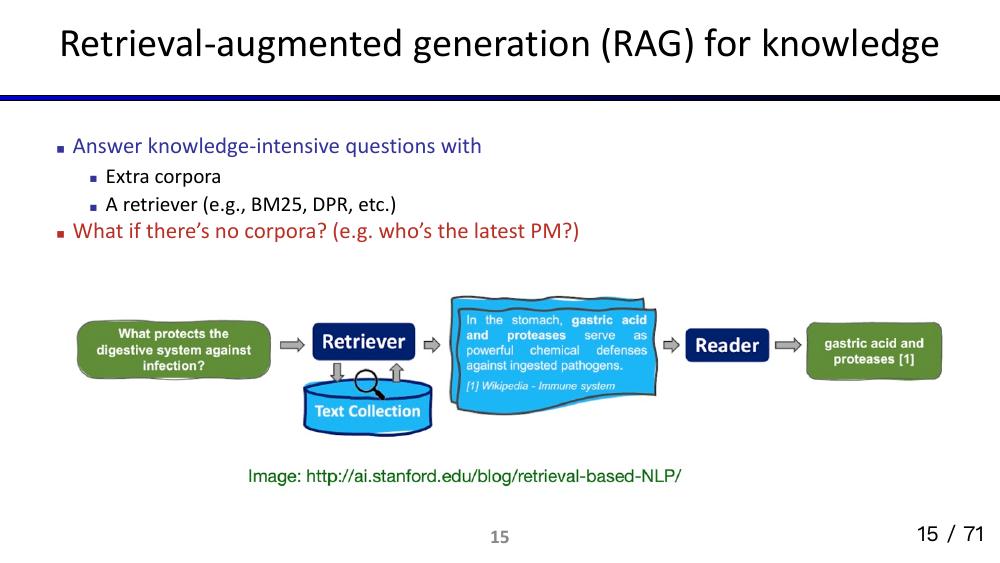 Retrieval-augmented generation (RAG) for knowledge
Answer knowledge-intensive questions with
Extra corpora
A retriever (e.g., BM25, DPR, etc.)
What if there's no corpora? (e.g. who's the latest PM?)
What protects the
digestive system against
infection?
Retriever
Text Collection
In the stomach, gastric acid
and proteases serve as
powerful chemical defenses
against ingested pathogens.
[1] Wikipedia - Immune system
Reader
gastric acid and
proteases [1]
Image: http://ai.stanford.edu/blog/retrieval-based-NLP/
15
15 / 71